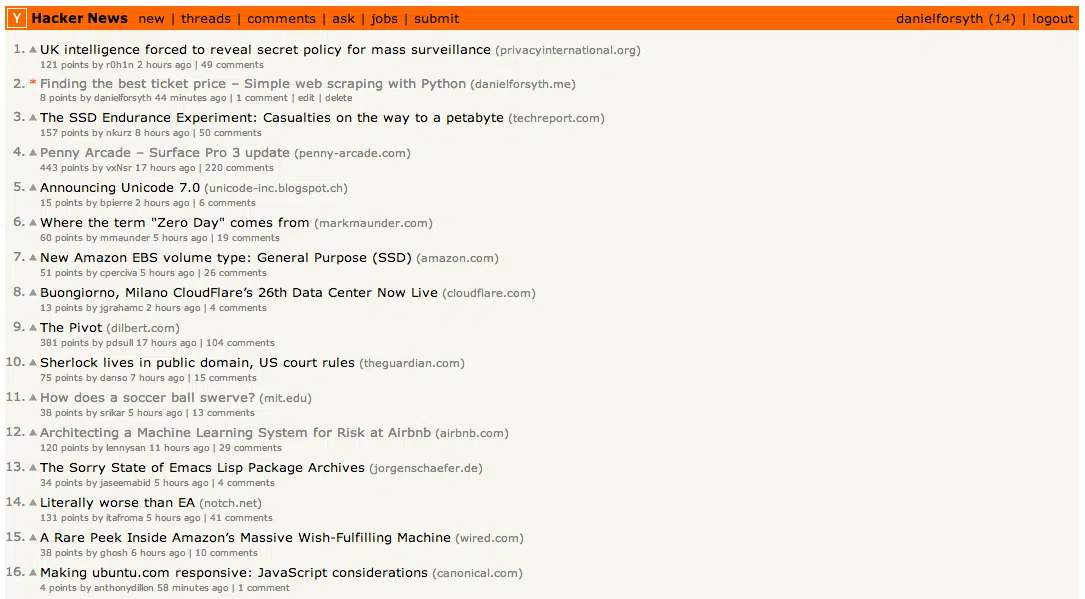 Y Hacker News new | threads | comments | ask | jobs | submit danielforsyth (14) | logout
1. UK intelligence forced to reveal secret policy for mass surveillance (privacyinternational.org)
121 points by r0h1n 2 hours ago | 49 comments
2. * Finding the best ticket price – Simple web scraping with Python (danielforsyth.me)
8 points by danielforsyth 44 minutes ago | 1 comment | edit | delete
3. The SSD Endurance Experiment: Casualties on the way to a petabyte (techreport.com)
157 points by nkurz 8 hours ago | 50 comments
4. Penny Arcade – Surface Pro 3 update (penny-arcade.com)
443 points by vxNsr 17 hours ago | 220 comments
5. Announcing Unicode 7.0 (unicode-inc.blogspot.ch)
15 points by bpierre 2 hours ago | 6 comments
6. Where the term "Zero Day" comes from (markmaunder.com)
60 points by mmaunder 5 hours ago | 19 comments
7. New Amazon EBS volume type: General Purpose (SSD) (amazon.com)
51 points by cperciva 5 hours ago | 26 comments
8. Buongiorno, Milano CloudFlare’s 26th Data Center Now Live (cloudflare.com)
13 points by jgrahamc 2 hours ago | 4 comments
9. The Pivot (dilbert.com)
381 points by pdsull 17 hours ago | 104 comments
10. Sherlock lives in public domain, US court rules (theguardian.com)
75 points by danso 7 hours ago | 15 comments
11. How does a soccer ball swerve? (mit.edu)
38 points by srikar 5 hours ago | 13 comments
12. Architecting a Machine Learning System for Risk at Airbnb (airbnb.com)
120 points by lennysan 11 hours ago | 29 comments
13. The Sorry State of Emacs Lisp Package Archives (jorgenschaefer.de)
34 points by jaseemabid 5 hours ago | 4 comments
14. Literally worse than EA (notch.net)
131 points by itafroma 5 hours ago | 41 comments
15. A Rare Peek Inside Amazon’s Massive Wish-Fulfilling Machine (wired.com)
38 points by ghosh 6 hours ago | 10 comments
16. Making ubuntu.com responsive: JavaScript considerations (canonical.com)
4 points by anthonydillon 58 minutes ago | 1 comment